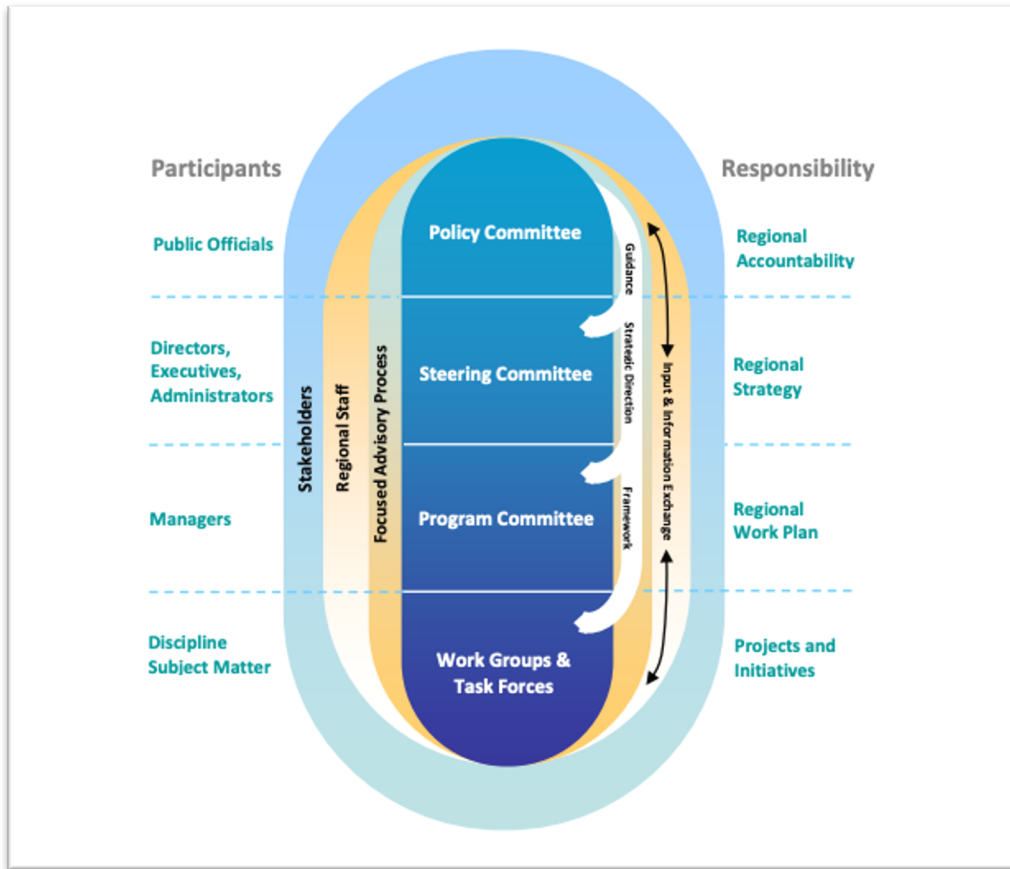 Participants
Responsibility
Public Officials
Policy Committee
Regional
Accountability
Guidance
Directors,
Executives,
Administrators
Steering Committee
Strategic Direction
Regional
Strategy
Stakeholders
Regional Staff
Focused Advisory Process
Input & Information Exchange
Managers
Program Committee
Framework
Regional
Work Plan
Discipline
Subject Matter
Work Groups &
Task Forces
Projects and
Initiatives